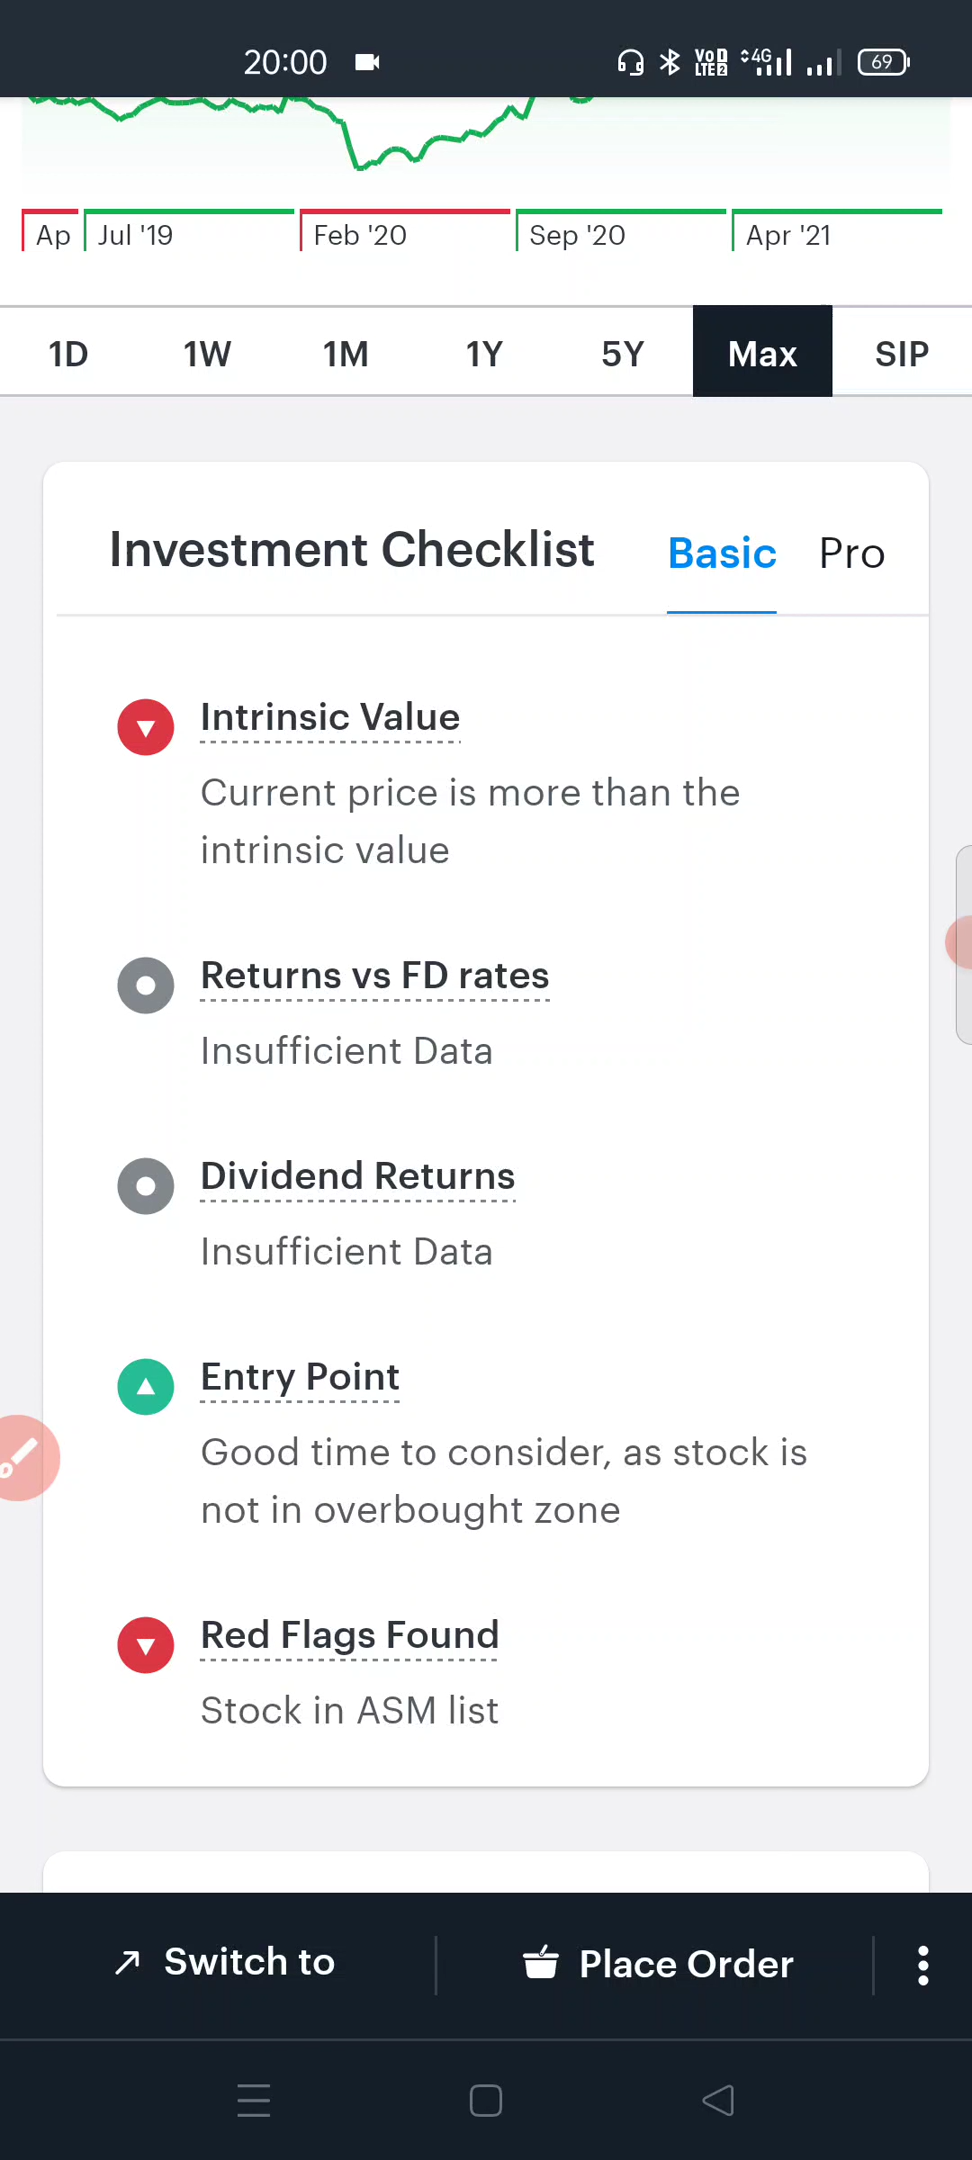 20:00
VoD LTE2 4G 69
Ap Jul '19 Feb '20 Sep '20 Apr '21
1D 1W 1M 1Y 5Y Max SIP
Investment Checklist Basic Pro
Intrinsic Value
Current price is more than the
intrinsic value
Returns vs FD rates
Insufficient Data
Dividend Returns
Insufficient Data
Entry Point
Good time to consider, as stock is
not in overbought zone
Red Flags Found
Stock in ASM list
Switch to Place Order